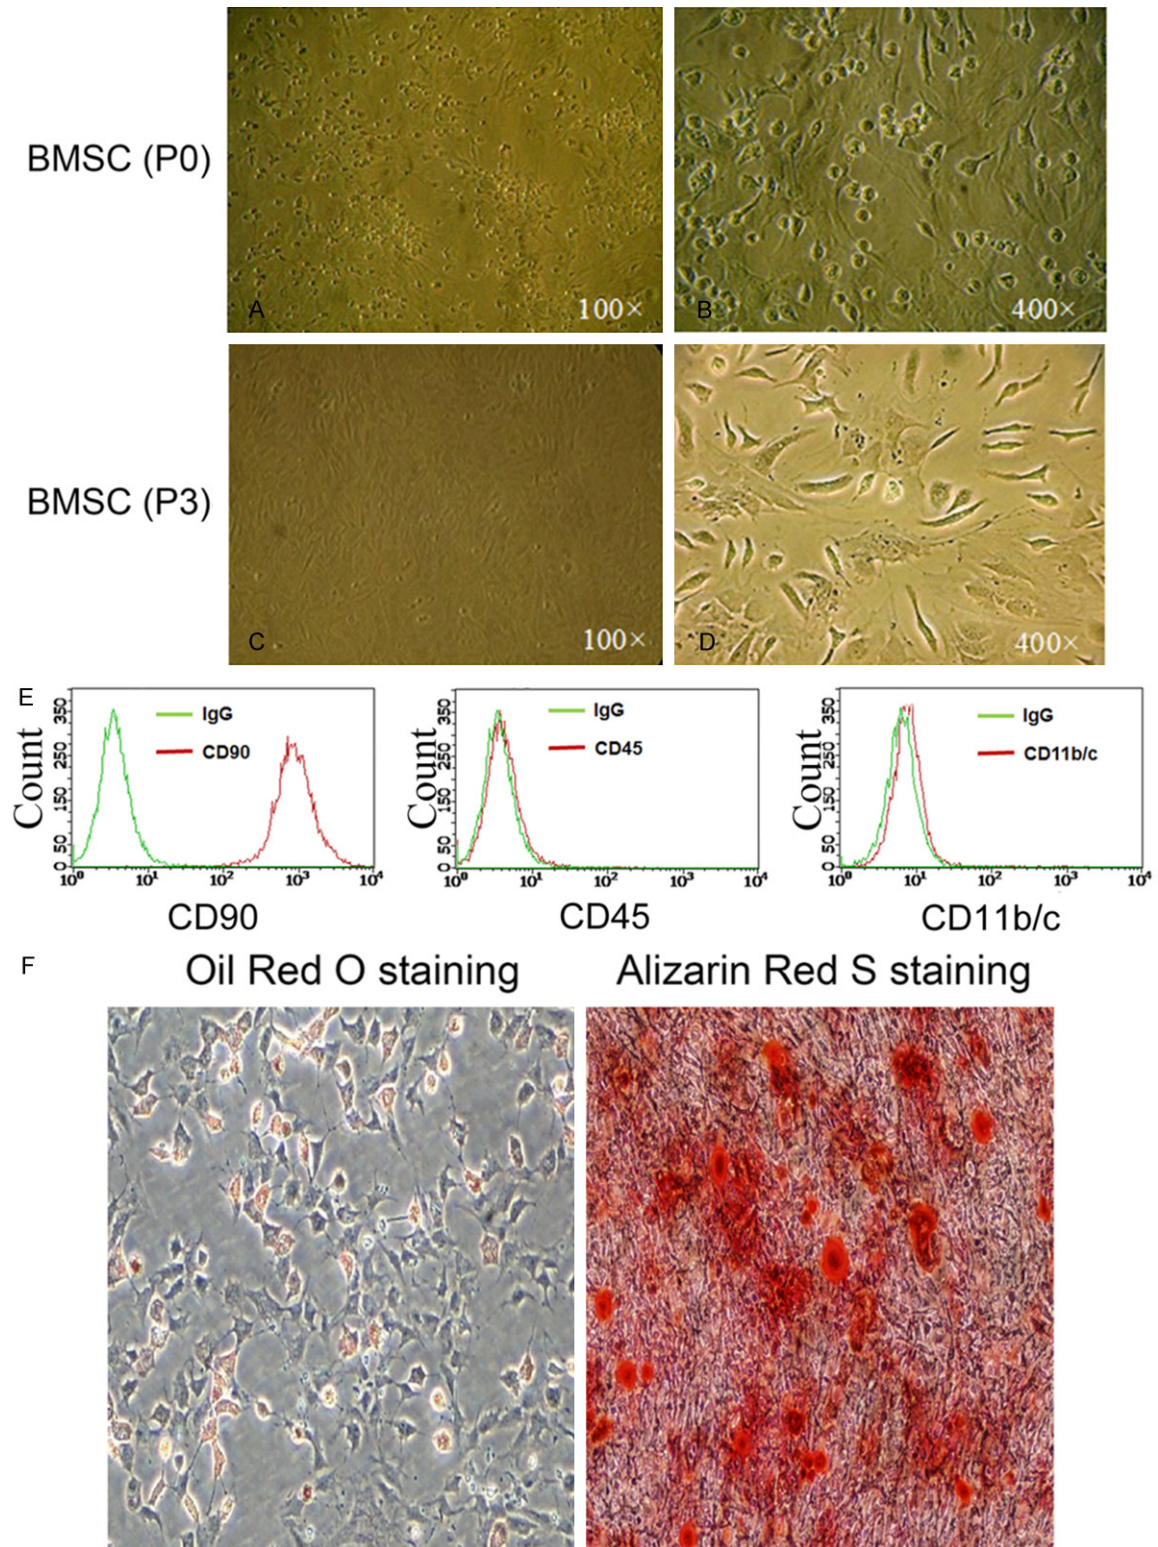 BMSC (P0)
A
100×
B
400×
BMSC (P3)
C
100×
D
400×
E
Count
350
250
150
50
0
IgG
CD90
10⁰
10¹
10²
10³
10⁴
CD90
Count
350
250
150
50
0
IgG
CD45
10⁰
10¹
10²
10³
10⁴
CD45
Count
350
250
150
50
0
IgG
CD11b/c
10⁰
10¹
10²
10³
10⁴
CD11b/c
F
Oil Red O staining
Alizarin Red S staining